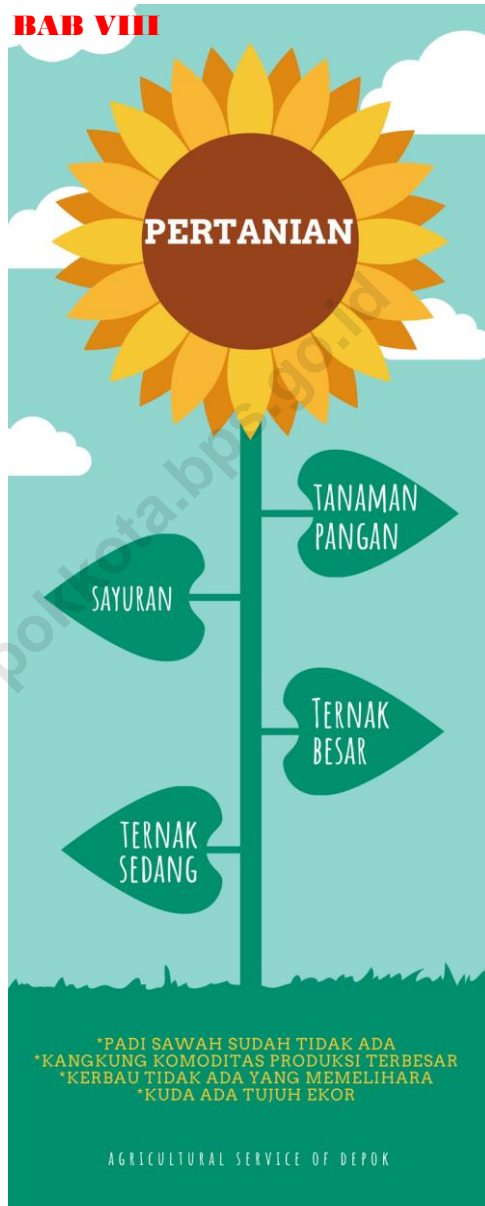 BAB VIII
PERTANIAN
TANAMAN
PANGAN
SAYURAN
TERNAK
BESAR
TERNAK
SEDANG
*PADI SAWAH SUDAH TIDAK ADA
*KANGKUNG KOMODITAS PRODUKSI TERBESAR
*KERBAU TIDAK ADA YANG MEMELIHARA
*KUDA ADA TUJUH EKOR
AGRICULTURAL SERVICE OF DEPOK
pokkota.bps.go.id